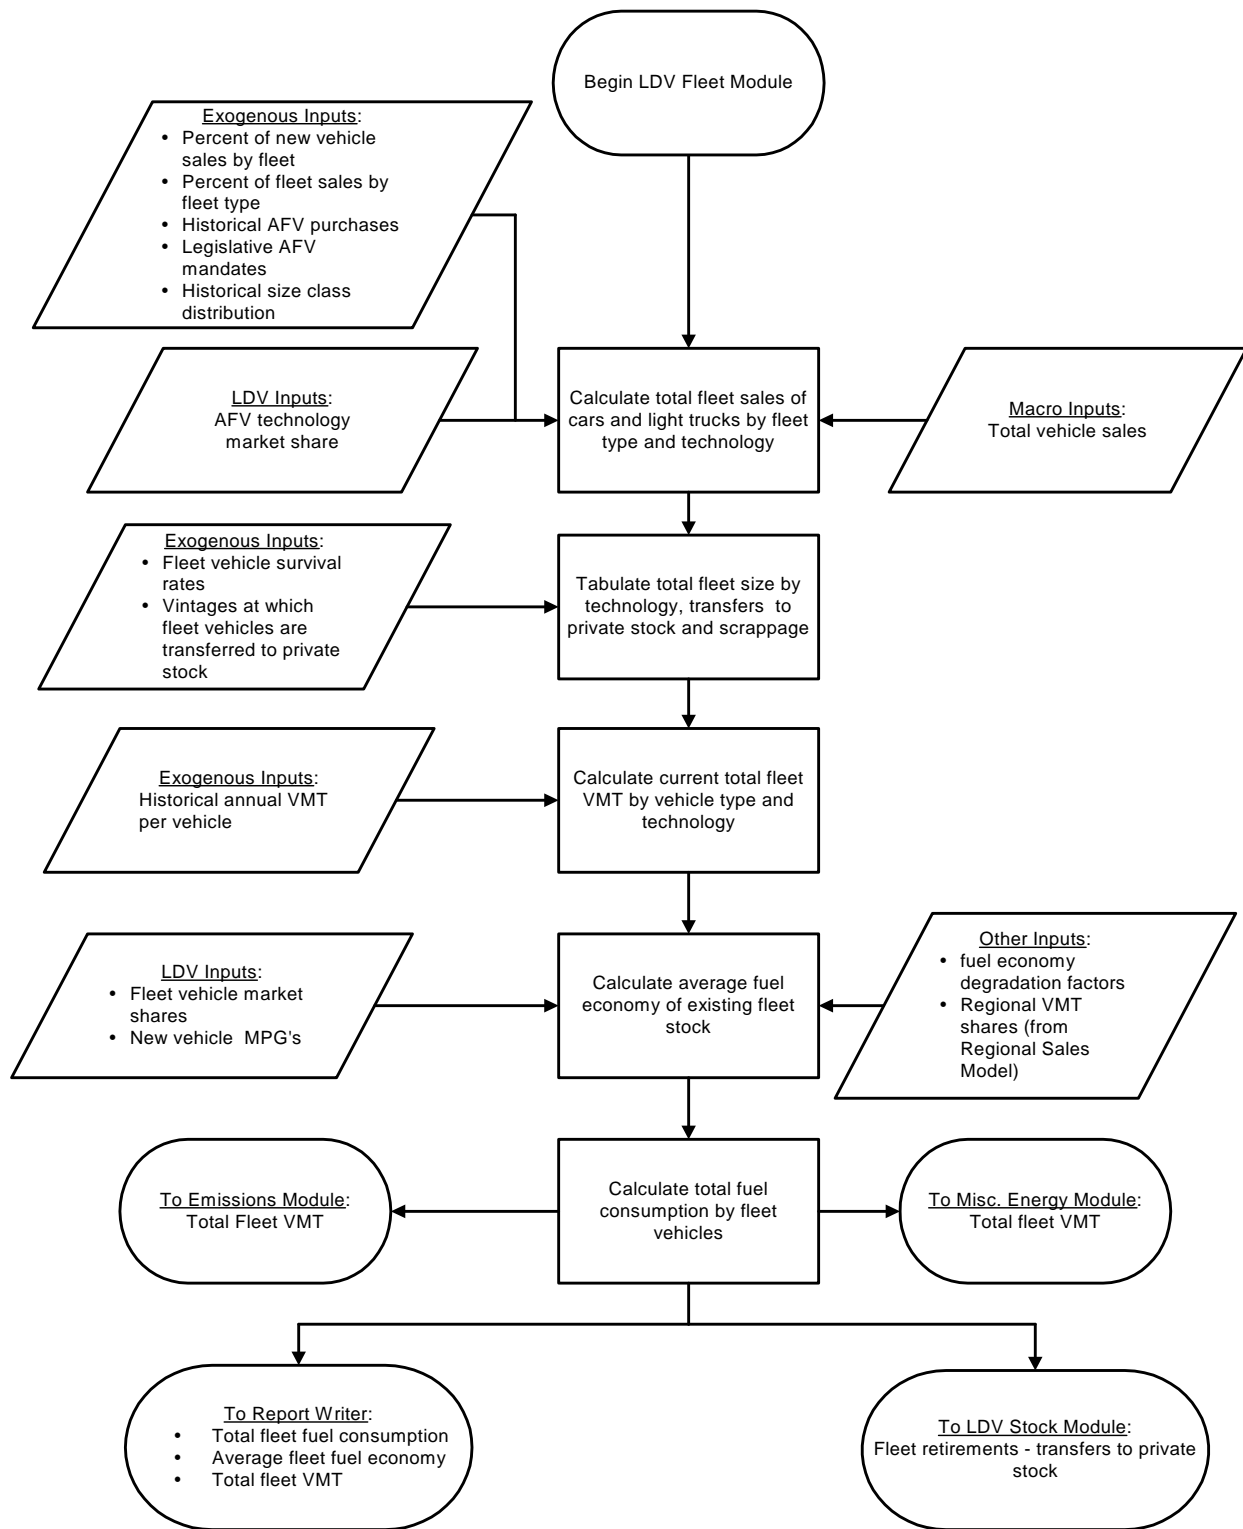 Begin LDV Fleet Module
Exogenous Inputs:
• Percent of new vehicle
sales by fleet
• Percent of fleet sales by
fleet type
• Historical AFV purchases
• Legislative AFV
mandates
• Historical size class
distribution
LDV Inputs:
AFV technology
market share
Calculate total fleet sales of
cars and light trucks by fleet
type and technology
Macro Inputs:
Total vehicle sales
Exogenous Inputs:
• Fleet vehicle survival
rates
• Vintages at which
fleet vehicles are
transferred to private
stock
Tabulate total fleet size by
technology, transfers to
private stock and scrappage
Exogenous Inputs:
Historical annual VMT
per vehicle
Calculate current total fleet
VMT by vehicle type and
technology
LDV Inputs:
• Fleet vehicle market
shares
• New vehicle MPG's
Calculate average fuel
economy of existing fleet
stock
Other Inputs:
• fuel economy
degradation factors
• Regional VMT
shares (from
Regional Sales
Model)
To Emissions Module:
Total Fleet VMT
Calculate total fuel
consumption by fleet
vehicles
To Misc. Energy Module:
Total fleet VMT
To Report Writer:
• Total fleet fuel consumption
• Average fleet fuel economy
• Total fleet VMT
To LDV Stock Module:
Fleet retirements - transfers to private
stock